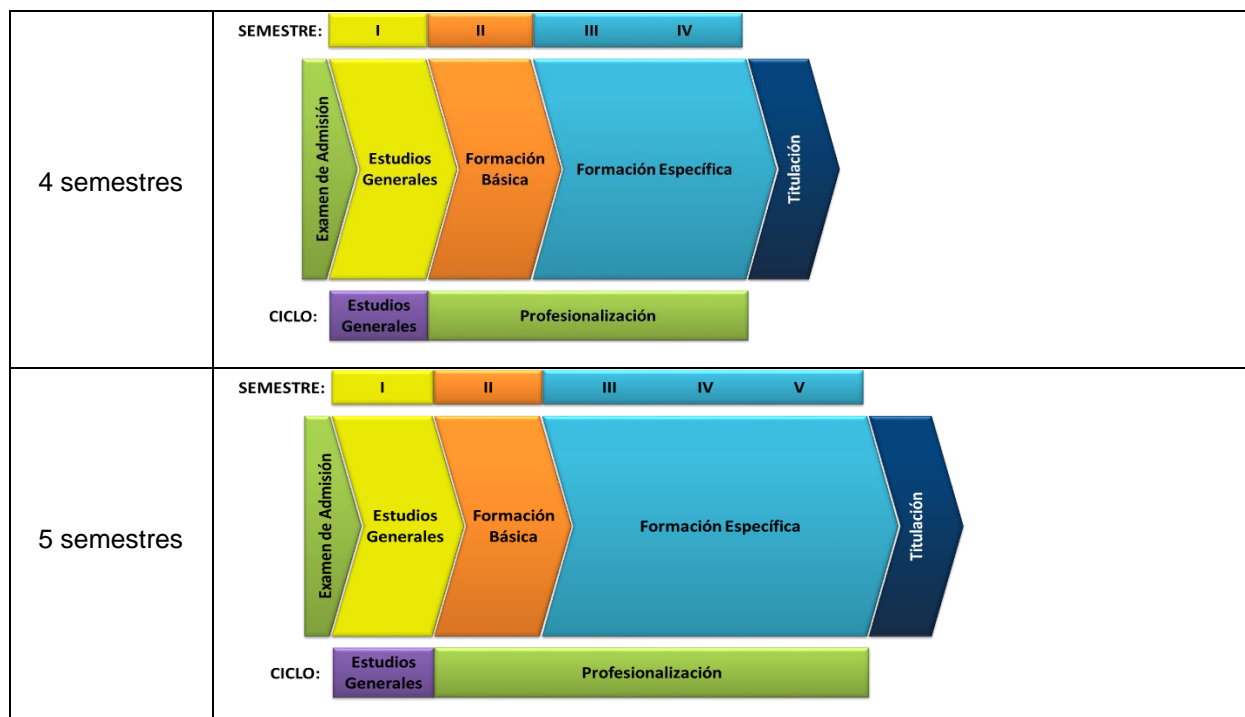 4 semestres
SEMESTRE: I II III IV
Examen de Admisión
Estudios
Generales
Formación
Básica
Formación Específica
Titulación
CICLO: Estudios
Generales
Profesionalización
5 semestres
SEMESTRE: I II III IV V
Examen de Admisión
Estudios
Generales
Formación
Básica
Formación Específica
Titulación
CICLO: Estudios
Generales
Profesionalización